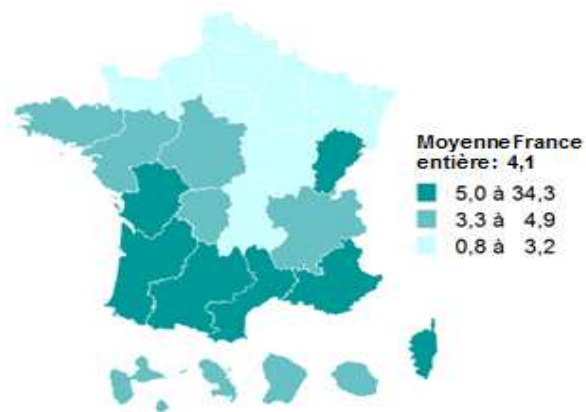 Moyenne France
entière : 4,1
5,0 à 34,3
3,3 à 4,9
0,8 à 3,2